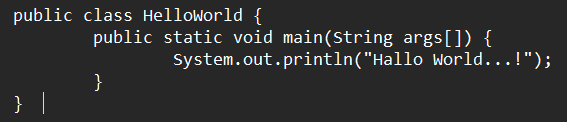 public class HelloWorld {
public static void main(String args[]) {
System.out.println("Hallo World...!");
}
}